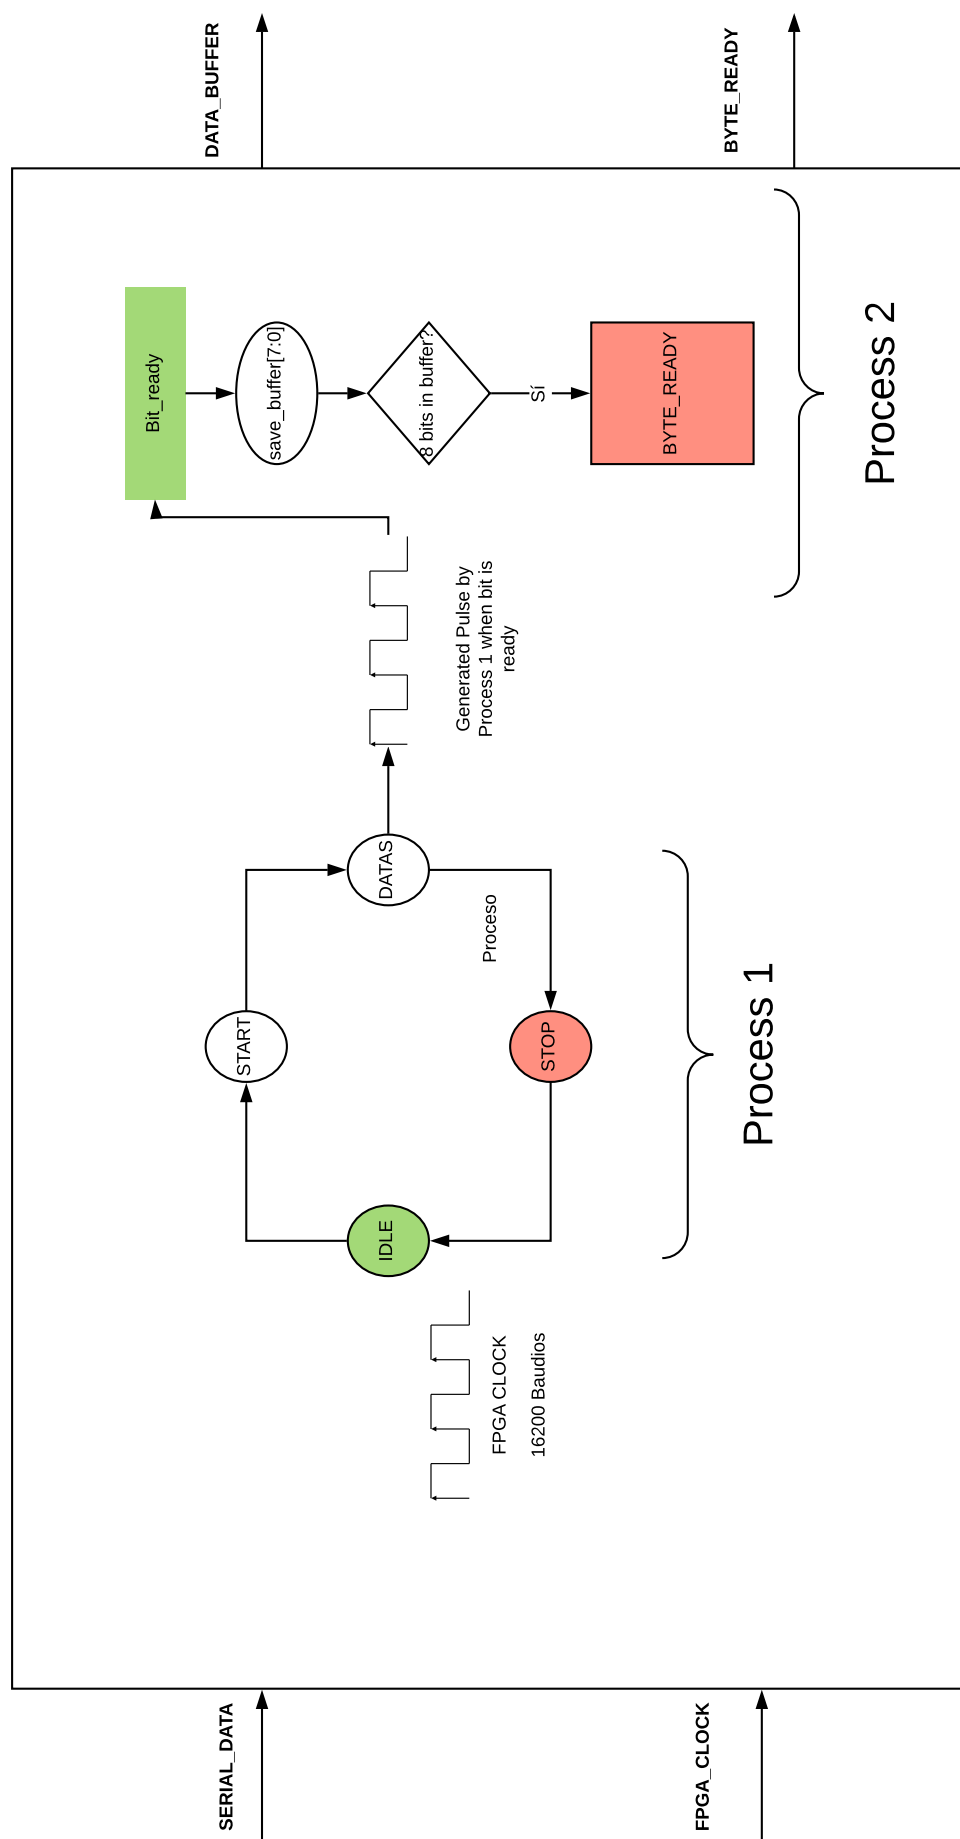 SERIAL_DATA
FPGA_CLOCK
FPGA CLOCK
16200 Baudios
IDLE
START
STOP
DATAS
Proceso
Process 1
Generated Pulse by
Process 1 when bit is
ready
Bit_ready
save_buffer[7:0]
8 bits in buffer?
Sí
BYTE_READY
Process 2
DATA_BUFFER
BYTE_READY